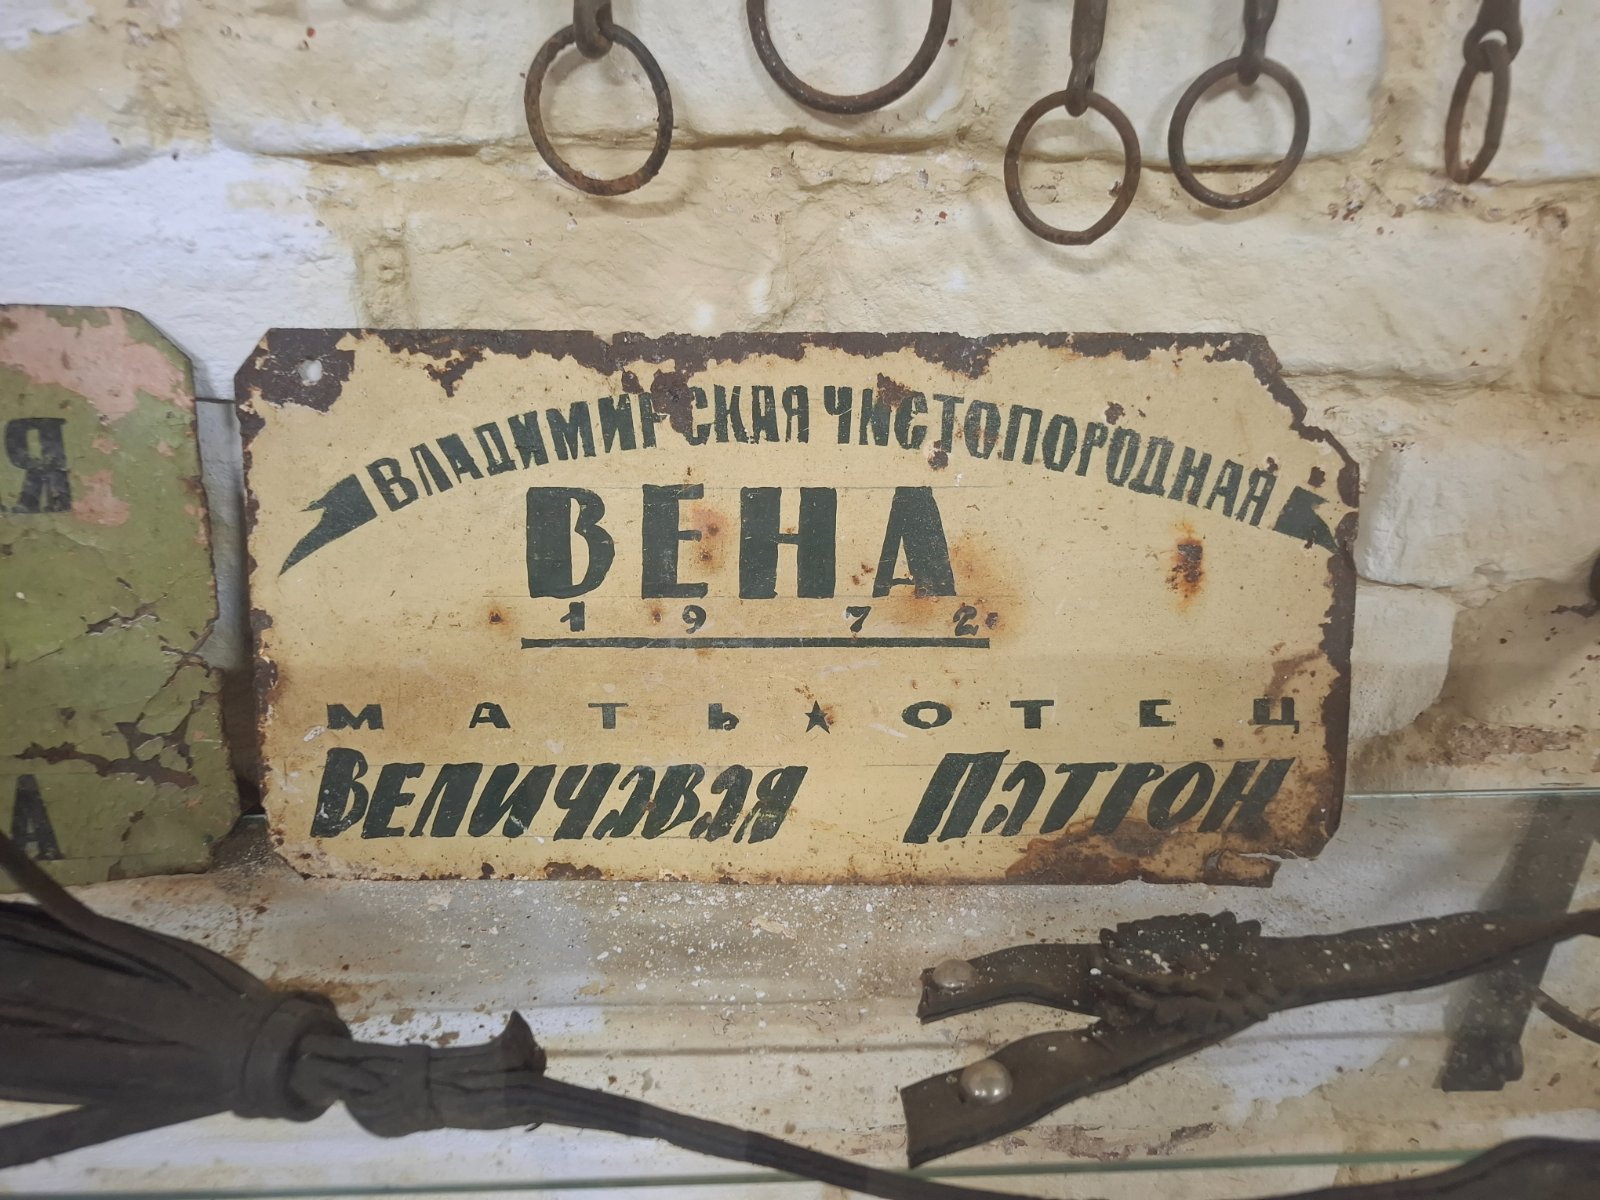 ВЛАДИМИРСКАЯ ЧИСТОПОРОДНАЯ
ВЕНА
1972
МАТЬ ★ ОТЕЦ
ВЕЛИЧАВАЯ ПАТРОН
Я
А